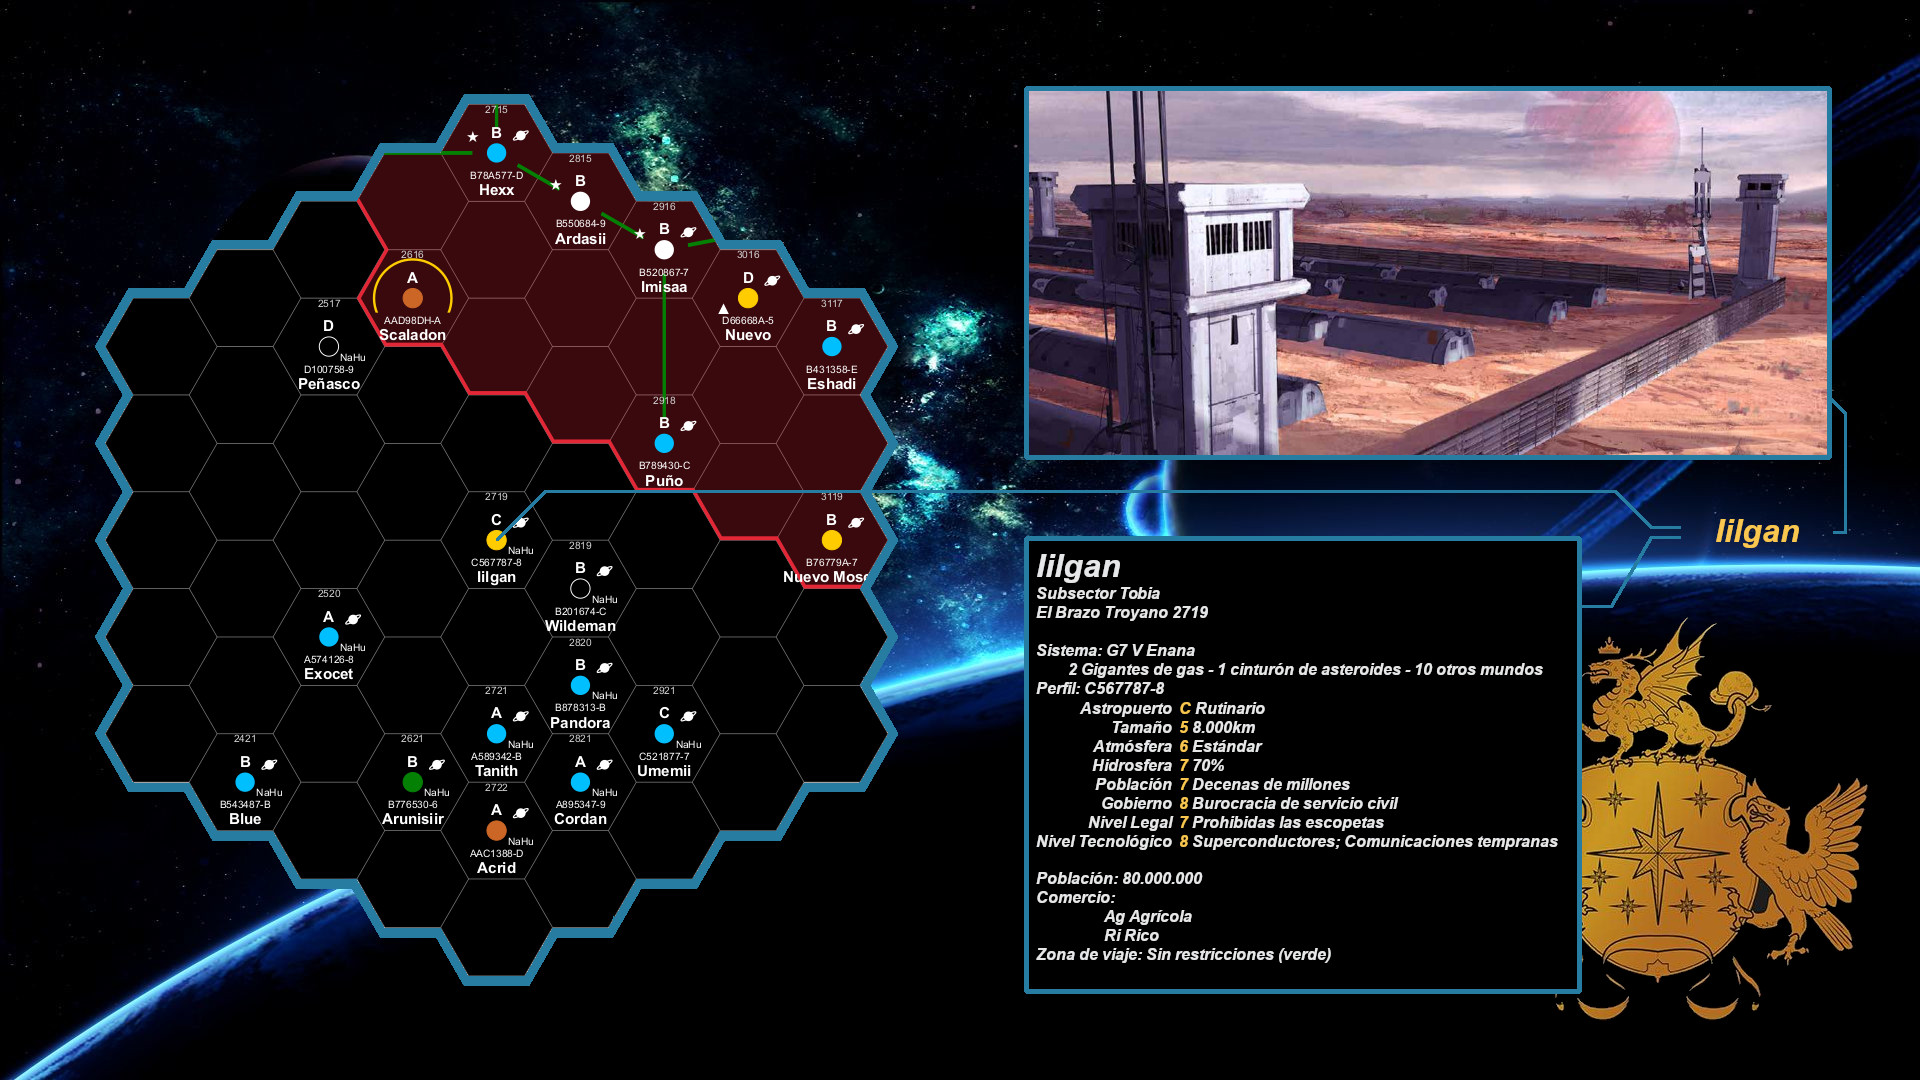 2715
B
B78A577-D
Hexx
2815
B
B550684-9
Ardasii
2916
B
B520867-7
Imisaa
2616
A
AAD98DH-A
Scaladon
3016
D
D66668A-5
Nuevo
2517
D
NaHu
D100758-9
Peñasco
3117
B
B431358-E
Eshadi
2918
B
B789430-C
Puño
2719
C
NaHu
C567787-8
Iilgan
3119
B
B76779A-7
Nuevo Mosc
2819
B
NaHu
B201674-C
Wildeman
2520
A
NaHu
A574126-8
Exocet
2820
B
NaHu
B878313-B
Pandora
2721
A
NaHu
A589342-B
Tanith
2921
C
NaHu
C521877-7
Umemii
2421
B
NaHu
B543487-B
Blue
2621
B
NaHu
B776530-6
Arunisiir
2821
A
NaHu
A895347-9
Cordan
2722
A
NaHu
AAC1388-D
Acrid
Iilgan
Iilgan
Subsector Tobia
El Brazo Troyano 2719
Sistema: G7 V Enana
2 Gigantes de gas - 1 cinturón de asteroides - 10 otros mundos
Perfil: C567787-8
Astropuerto C Rutinario
Tamaño 5 8.000km
Atmósfera 6 Estándar
Hidrosfera 7 70%
Población 7 Decenas de millones
Gobierno 8 Burocracia de servicio civil
Nivel Legal 7 Prohibidas las escopetas
Nivel Tecnológico 8 Superconductores; Comunicaciones tempranas
Población: 80.000.000
Comercio:
Ag Agrícola
Ri Rico
Zona de viaje: Sin restricciones (verde)